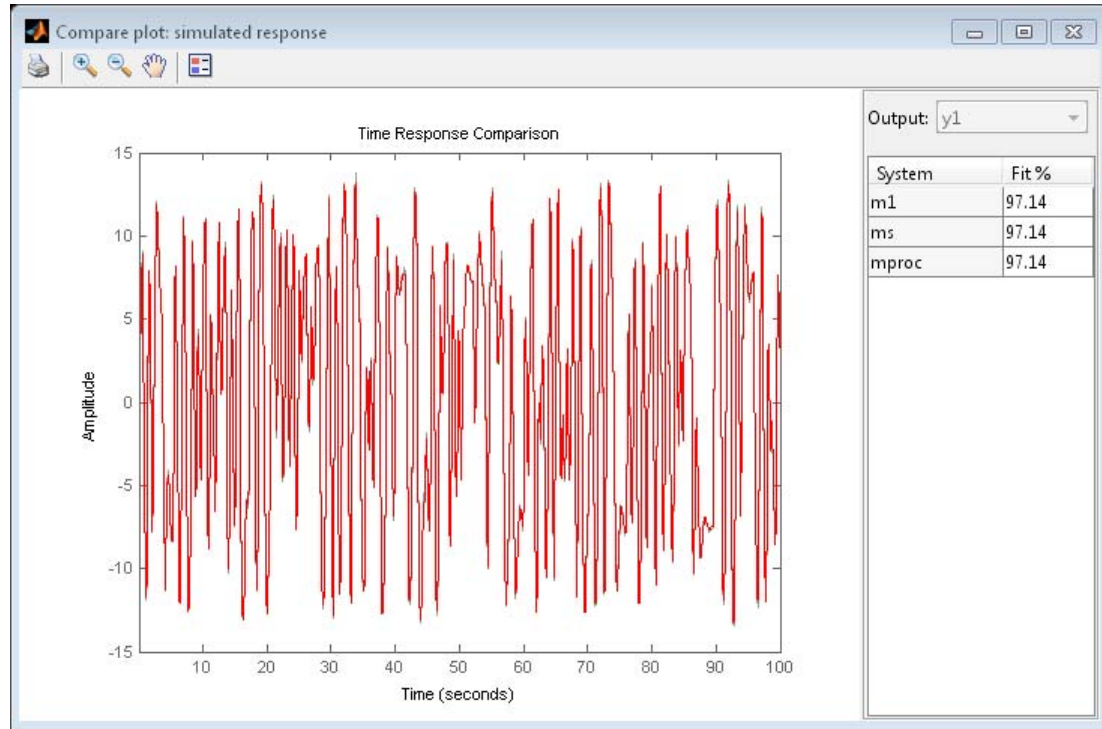 Compare plot: simulated response
Output: y1
System Fit %
m1 97.14
ms 97.14
mproc 97.14
Time Response Comparison
Amplitude
15
10
5
0
-5
-10
-15
10 20 30 40 50 60 70 80 90 100
Time (seconds)